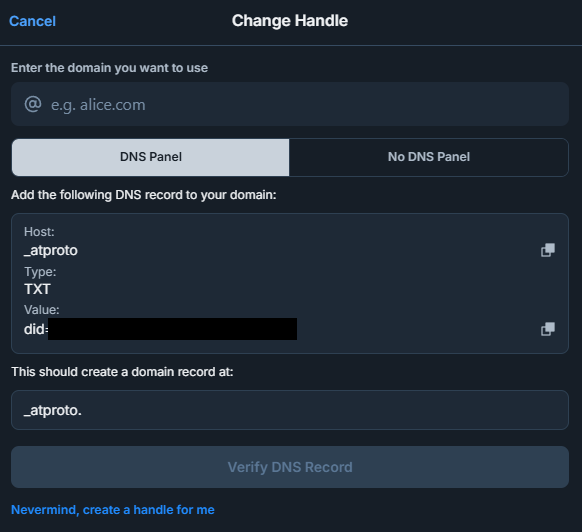 Cancel
Change Handle
Enter the domain you want to use
@ e.g. alice.com
DNS Panel
No DNS Panel
Add the following DNS record to your domain:
Host:
_atproto
Type:
TXT
Value:
did=
This should create a domain record at:
_atproto.
Verify DNS Record
Nevermind, create a handle for me